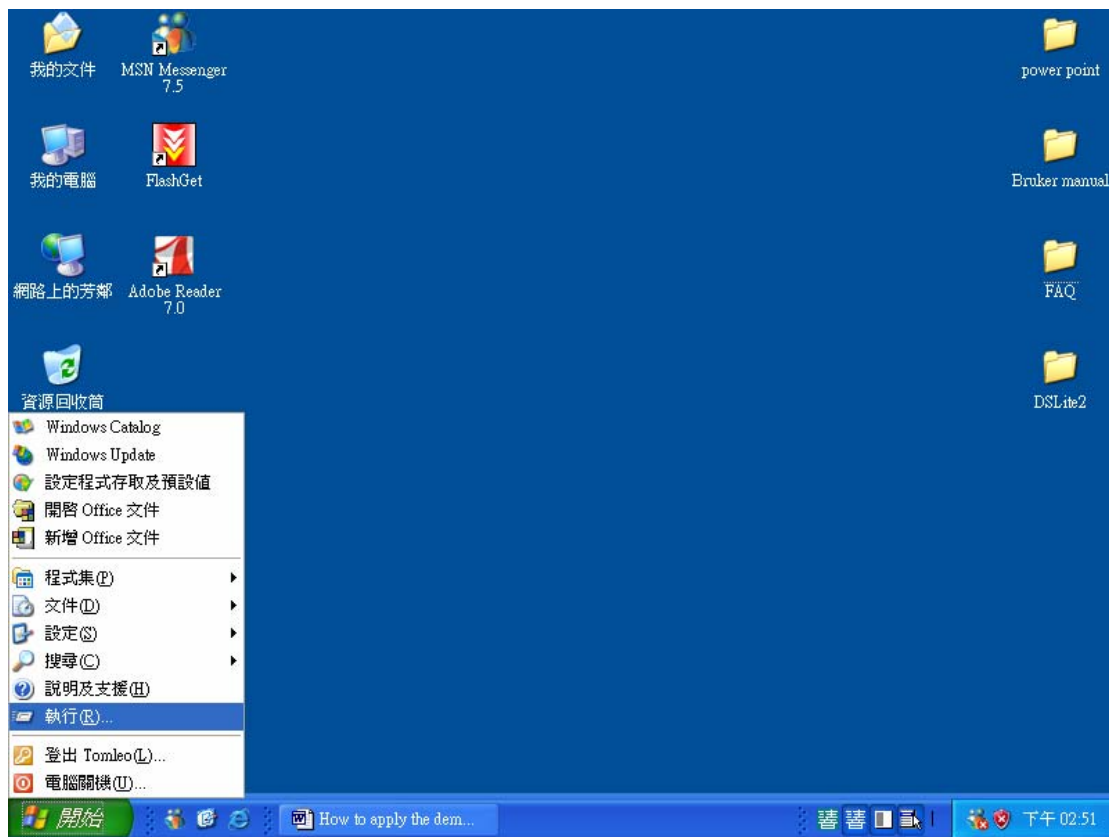 我的文件
MSN Messenger
7.5
power point
我的電腦
FlashGet
Bruker manual
網路上的芳鄰
Adobe Reader
7.0
FAQ
資源回收筒
DSLite2
Windows Catalog
Windows Update
設定程式存取及預設值
開啓 Office 文件
新增 Office 文件
程式集(P)
文件(D)
設定(S)
搜尋(C)
說明及支援(H)
執行(R)...
登出 Tomleo(L)...
電腦關機(U)...
開始
How to apply the dem...
下午 02:51